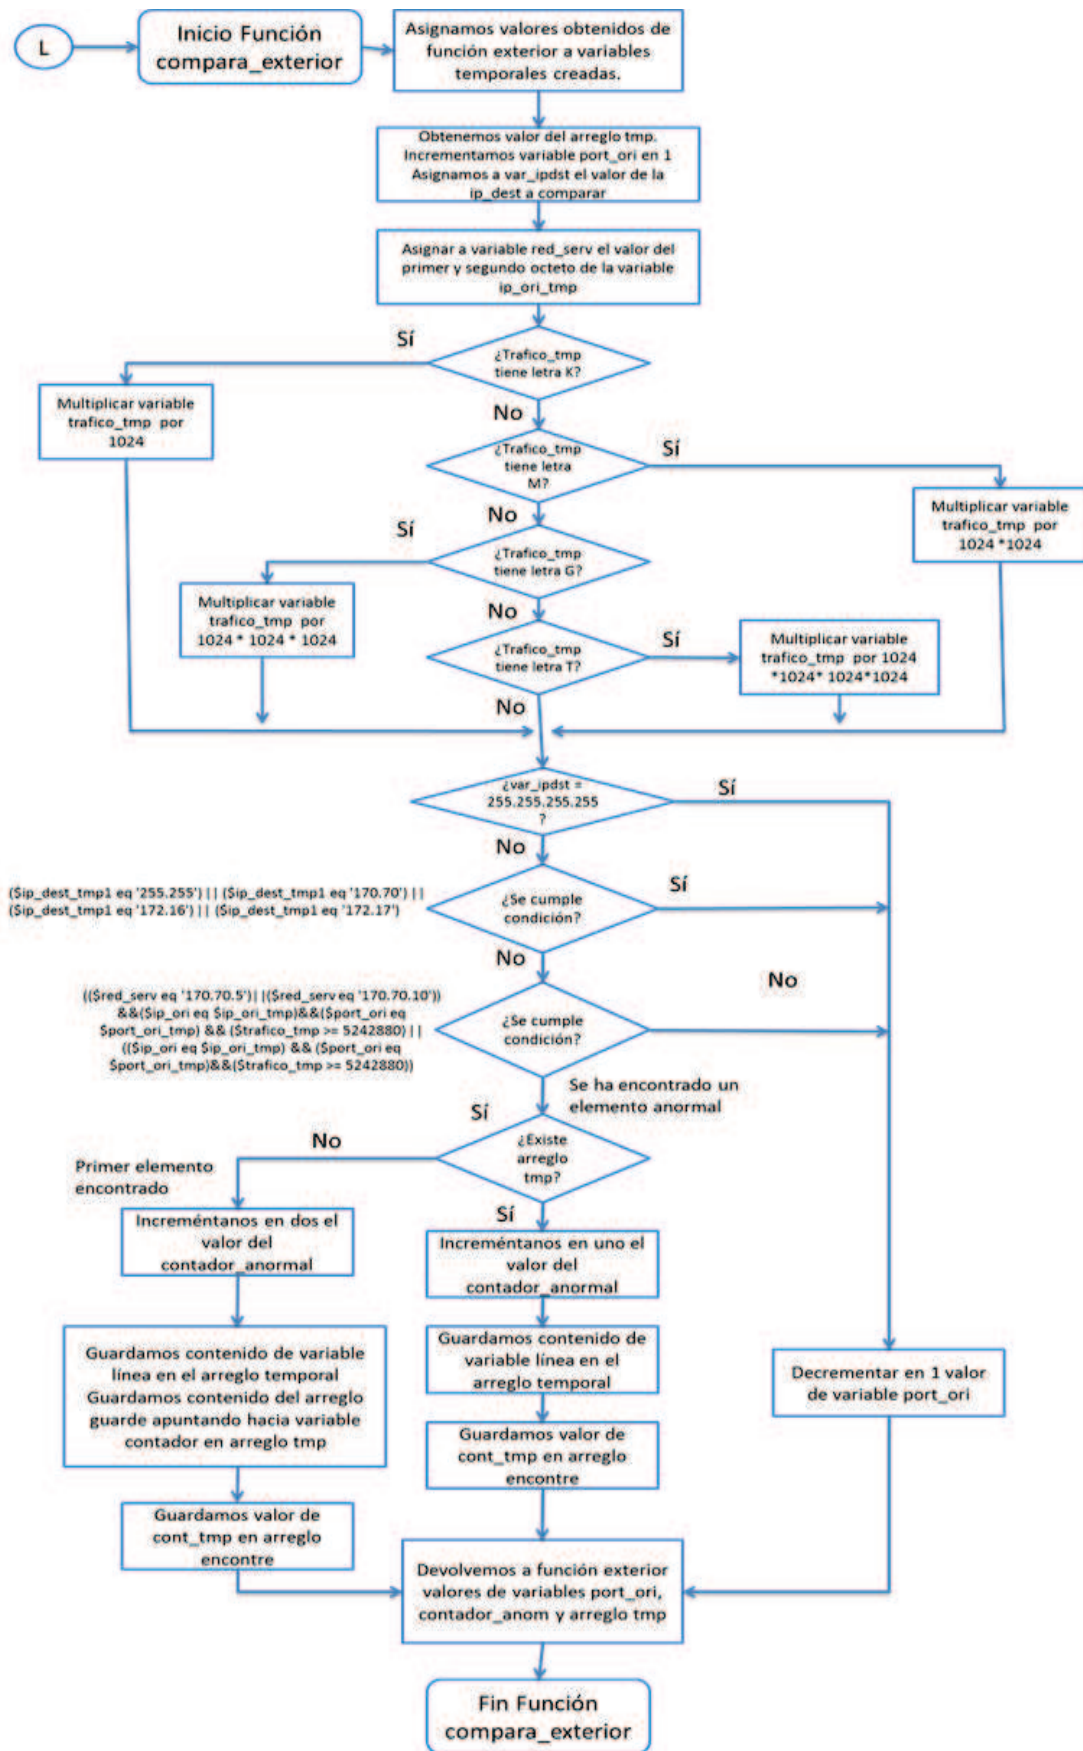 L
Inicio Función
compara_exterior
Asignamos valores obtenidos de
función exterior a variables
temporales creadas.
Obtenemos valor del arreglo tmp.
Incrementamos variable port_ori en 1
Asignamos a var_ipdst el valor de la
ip_dest a comparar
Asignar a variable red_serv el valor del
primer y segundo octeto de la variable
ip_ori_tmp
Sí
¿Trafico_tmp
tiene letra K?
Multiplicar variable
trafico_tmp por
1024
No
¿Trafico_tmp
tiene letra
M?
Sí
Multiplicar variable
trafico_tmp por
1024 *1024
No
Sí
¿Trafico_tmp
tiene letra G?
Multiplicar variable
trafico_tmp por
1024 * 1024 * 1024
No
¿Trafico_tmp
tiene letra T?
Sí
Multiplicar variable
trafico_tmp por 1024
*1024* 1024*1024
No
¿var_ipdst =
255.255.255.255
?
Sí
No
($ip_dest_tmp1 eq '255.255') || ($ip_dest_tmp1 eq '170.70') ||
($ip_dest_tmp1 eq '172.16') || ($ip_dest_tmp1 eq '172.17')
¿Se cumple
condición?
Sí
No
(($red_serv eq '170.70.5')||($red_serv eq '170.70.10'))
&&($ip_ori eq $ip_ori_tmp)&&($port_ori eq
$port_ori_tmp) && ($trafico_tmp >= 5242880) ||
(($ip_ori eq $ip_ori_tmp) && ($port_ori eq
$port_ori_tmp)&&($trafico_tmp >= 5242880))
¿Se cumple
condición?
No
Se ha encontrado un
elemento anormal
Sí
¿Existe
arreglo
tmp?
No
Primer elemento
encontrado
Sí
Increméntanos en dos el
valor del
contador_anormal
Increméntanos en uno el
valor del
contador_anormal
Guardamos contenido de variable
línea en el arreglo temporal
Guardamos contenido del arreglo
guarde apuntando hacia variable
contador en arreglo tmp
Guardamos contenido de
variable línea en el
arreglo temporal
Decrementar en 1 valor
de variable port_ori
Guardamos valor de
cont_tmp en arreglo
encontre
Guardamos valor de
cont_tmp en arreglo
encontre
Devolvemos a función exterior
valores de variables port_ori,
contador_anom y arreglo tmp
Fin Función
compara_exterior